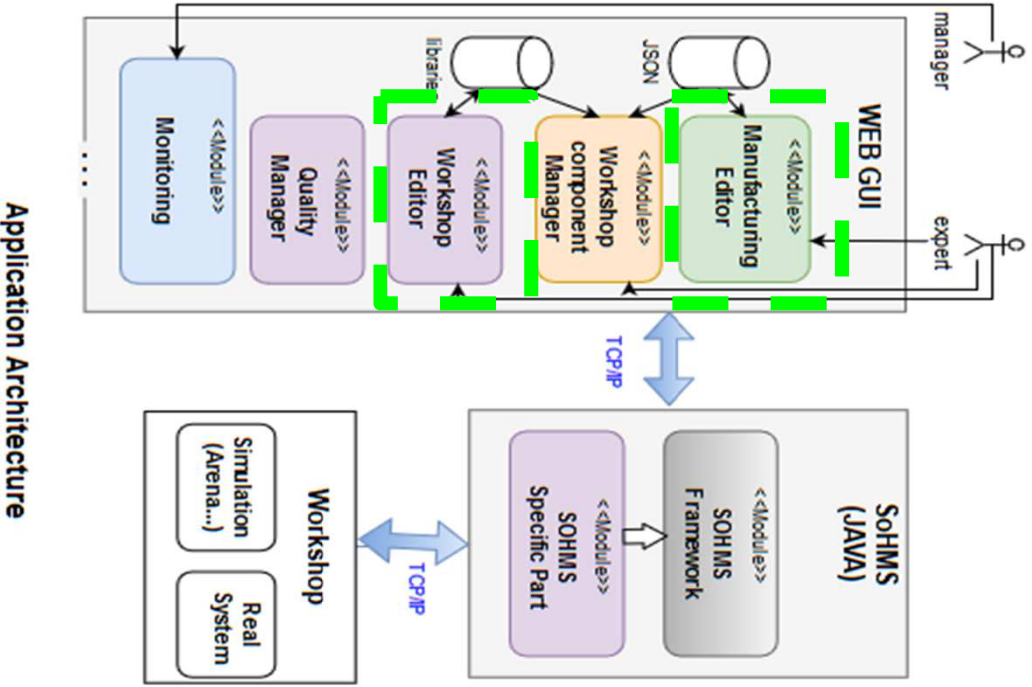 manager
expert
WEB GUI
JSON
librarie
<<Module>>
Manufacturing
Editor
<<Module>>
Workshop
component
Manager
<<Module>>
Workshop
Editor
<<Module>>
Quality
Manager
<<Module>>
Monitoring
...
TCP/IP
SoHMS
(JAVA)
<<Module>>
SOHMS
Framework
<<Module>>
SOHMS
Specific Part
TCP/IP
Workshop
Simulation
(Arena...)
Real
System
Application Architecture